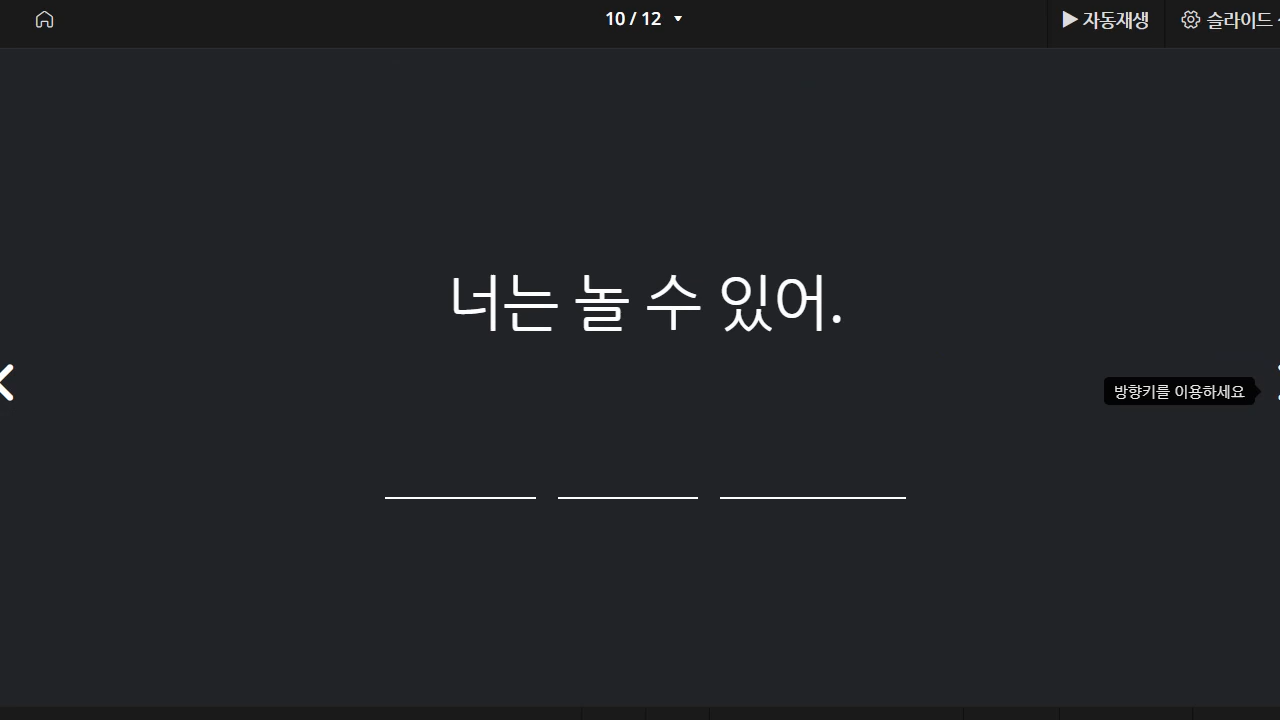 10 / 12
자동재생
슬라이드
너는 놀 수 있어.
방향키를 이용하세요